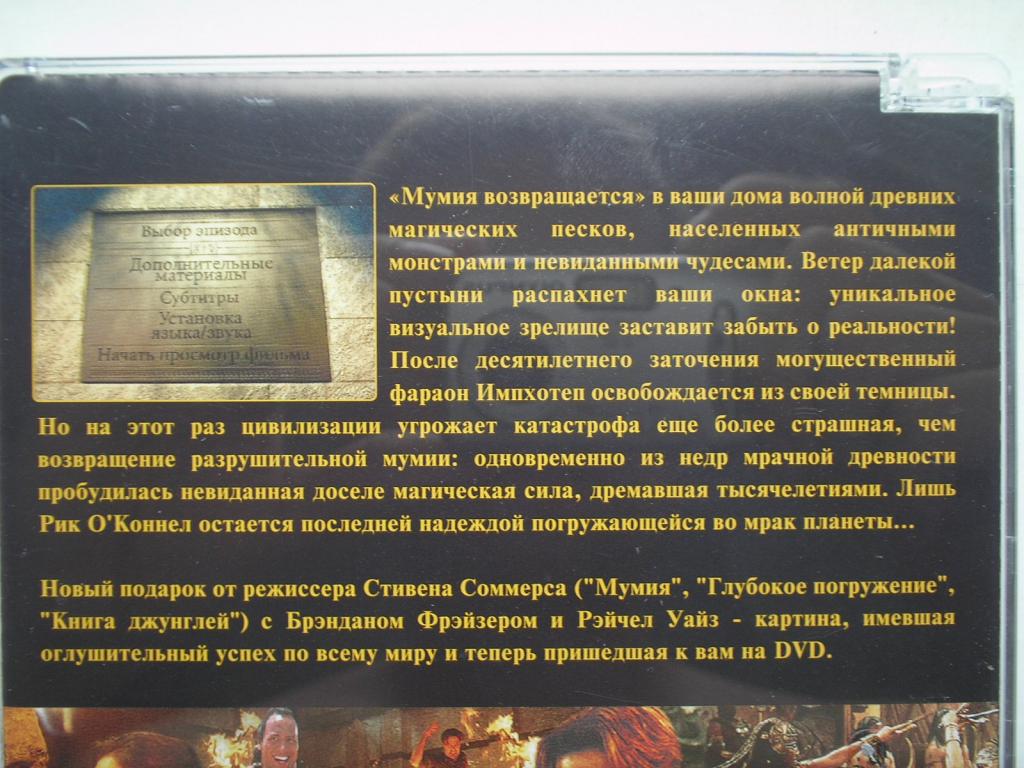 Выбор эпизода
Дополнительные
материалы
Субтитры
Установка
языка/звука
Начать просмотр фильма
«Мумия возвращается» в ваши дома волной древних
магических песков, населенных античными
монстрами и невиданными чудесами. Ветер далекой
пустыни распахнет ваши окна: уникальное
визуальное зрелище заставит забыть о реальности!
После десятилетнего заточения могущественный
фараон Импхотеп освобождается из своей темницы.
Но на этот раз цивилизации угрожает катастрофа еще более страшная, чем
возвращение разрушительной мумии: одновременно из недр мрачной древности
пробудилась невиданная доселе магическая сила, дремавшая тысячелетиями. Лишь
Рик О'Коннел остается последней надеждой погружающейся во мрак планеты...
Новый подарок от режиссера Стивена Соммерса ("Мумия", "Глубокое погружение",
"Книга джунглей") с Брэнданом Фрэйзером и Рэйчел Уайз - картина, имевшая
оглушительный успех по всему миру и теперь пришедшая к вам на DVD.